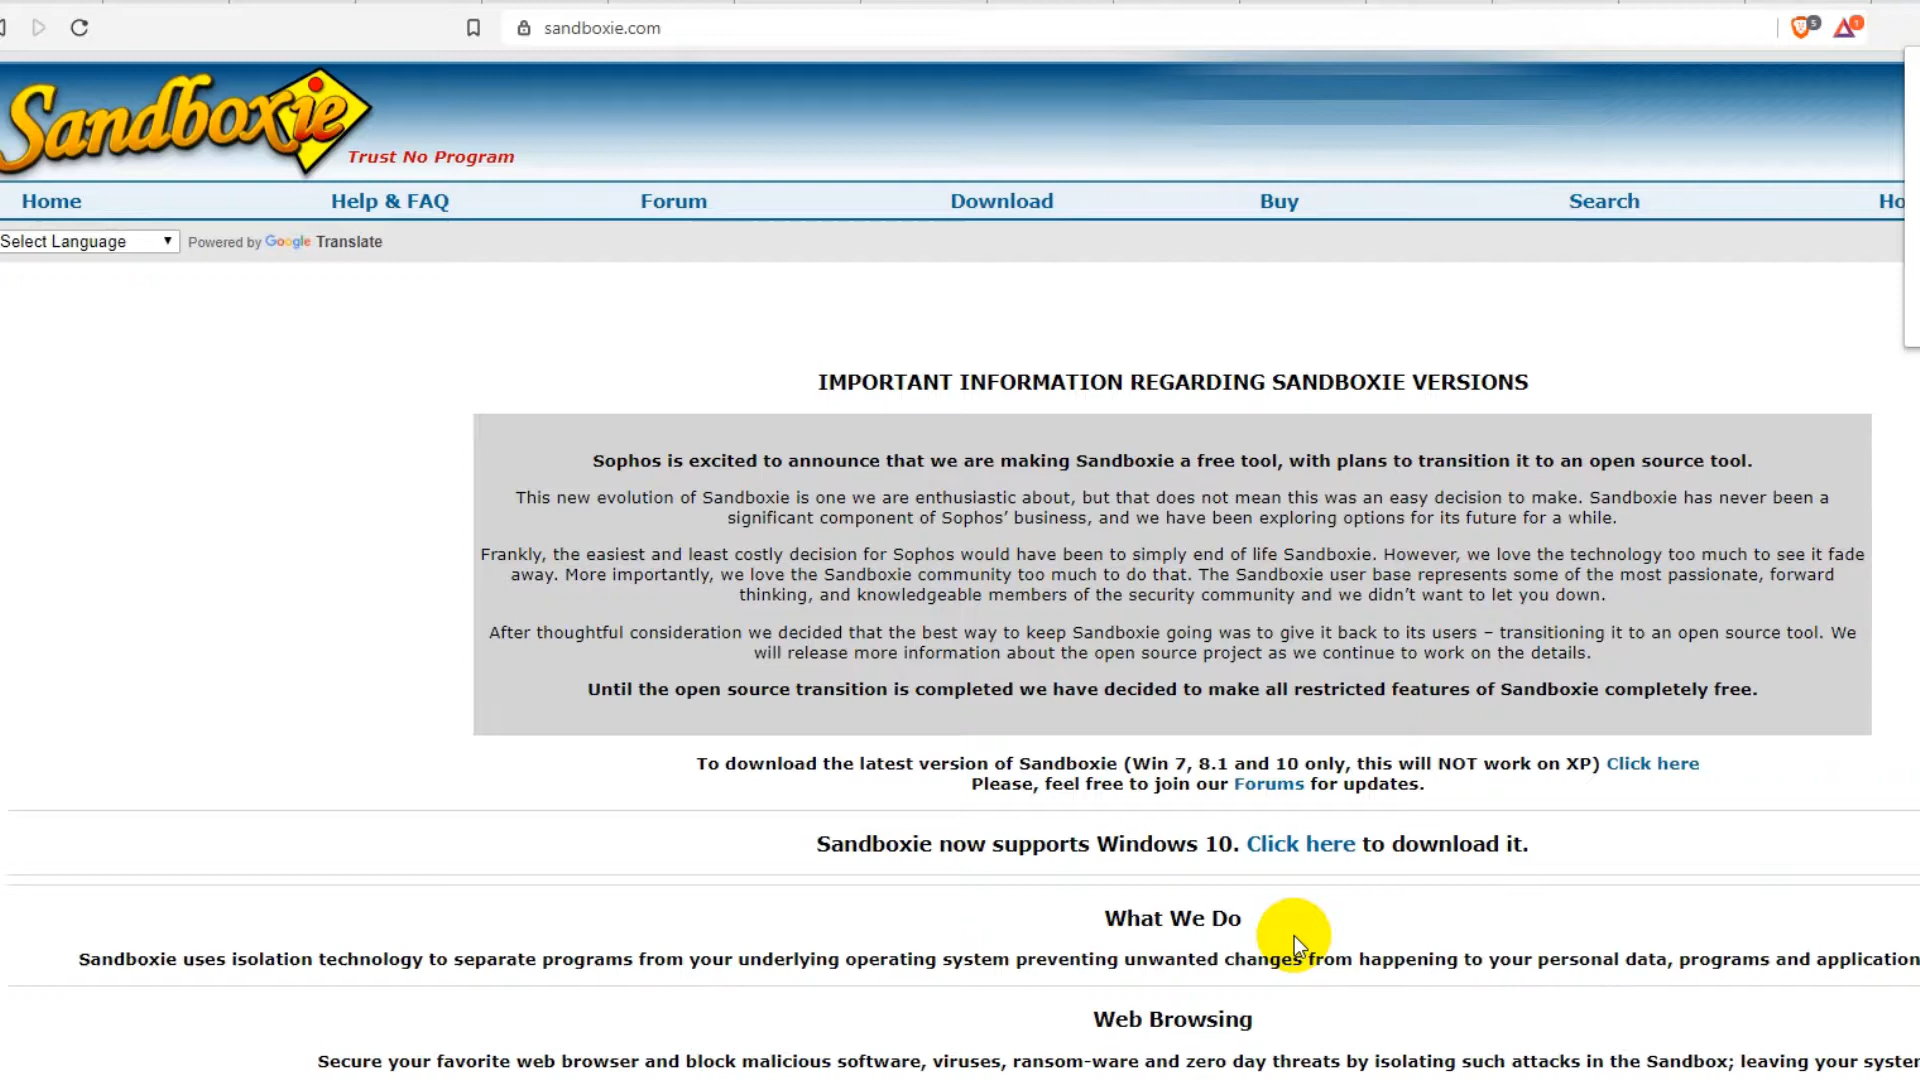 sandboxie.com
5
1
Sandboxie
Trust No Program
Home Help & FAQ Forum Download Buy Search Ho
Select Language Powered by Google Translate
IMPORTANT INFORMATION REGARDING SANDBOXIE VERSIONS
Sophos is excited to announce that we are making Sandboxie a free tool, with plans to transition it to an open source tool.
This new evolution of Sandboxie is one we are enthusiastic about, but that does not mean this was an easy decision to make. Sandboxie has never been a
significant component of Sophos’ business, and we have been exploring options for its future for a while.
Frankly, the easiest and least costly decision for Sophos would have been to simply end of life Sandboxie. However, we love the technology too much to see it fade
away. More importantly, we love the Sandboxie community too much to do that. The Sandboxie user base represents some of the most passionate, forward
thinking, and knowledgeable members of the security community and we didn’t want to let you down.
After thoughtful consideration we decided that the best way to keep Sandboxie going was to give it back to its users – transitioning it to an open source tool. We
will release more information about the open source project as we continue to work on the details.
Until the open source transition is completed we have decided to make all restricted features of Sandboxie completely free.
To download the latest version of Sandboxie (Win 7, 8.1 and 10 only, this will NOT work on XP) Click here
Please, feel free to join our Forums for updates.
Sandboxie now supports Windows 10. Click here to download it.
What We Do
Sandboxie uses isolation technology to separate programs from your underlying operating system preventing unwanted changes from happening to your personal data, programs and application
Web Browsing
Secure your favorite web browser and block malicious software, viruses, ransom-ware and zero day threats by isolating such attacks in the Sandbox; leaving your system